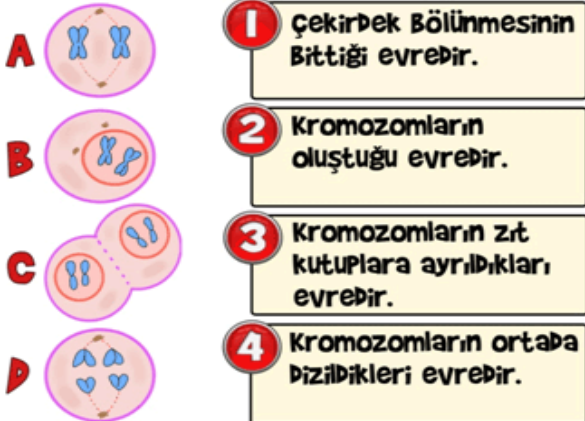 A
1
Çekirdek Bölünmesinin
Bittiği evredir.
B
2
Kromozomların
oluştuğu evredir.
C
3
Kromozomların zıt
kutuplara ayrıldıkları
evredir.
D
4
Kromozomların ortada
Dizildikleri evredir.